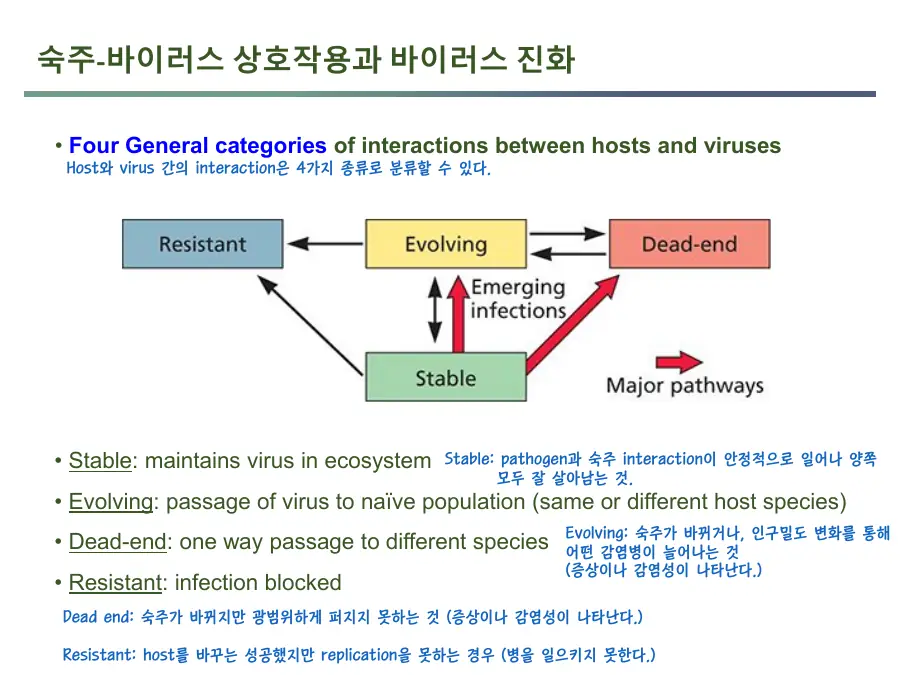 숙주-바이러스 상호작용과 바이러스 진화
• Four General categories of interactions between hosts and viruses
Host와 virus 간의 interaction은 4가지 종류로 분류할 수 있다.
Resistant
Evolving
Dead-end
Emerging
infections
Stable
Major pathways
• Stable: maintains virus in ecosystem
Stable: pathogen과 숙주 interaction이 안정적으로 일어나 양쪽
모두 잘 살아남는 것.
• Evolving: passage of virus to naïve population (same or different host species)
• Dead-end: one way passage to different species
Evolving: 숙주가 바뀌거나, 인구밀도 변화를 통해
어떤 감염병이 늘어나는 것
(증상이나 감염성이 나타난다.)
• Resistant: infection blocked
Dead end: 숙주가 바뀌지만 광범위하게 퍼지지 못하는 것 (증상이나 감염성이 나타난다.)
Resistant: host를 바꾸는 성공했지만 replication을 못하는 경우 (병을 일으키지 못한다.)